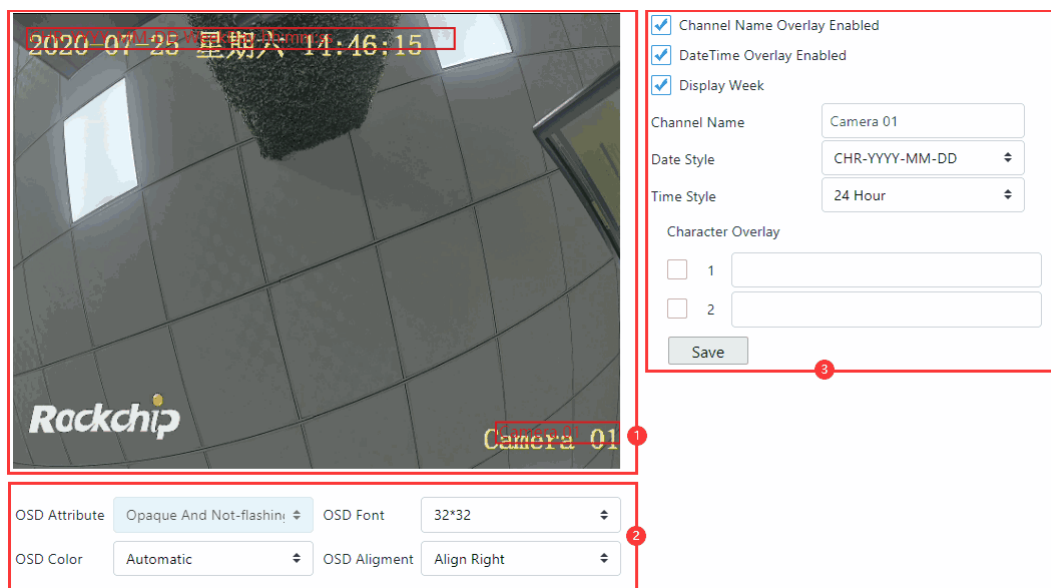 2020-07-25 星期六 14:46:15
Rockchip
Camera 01
Camera 01
1
OSD Attribute Opaque And Not-flashing OSD Font 32*32
OSD Color Automatic OSD Aligment Align Right
2
Channel Name Overlay Enabled
DateTime Overlay Enabled
Display Week
Channel Name Camera 01
Date Style CHR-YYYY-MM-DD
Time Style 24 Hour
Character Overlay
1
2
Save
3